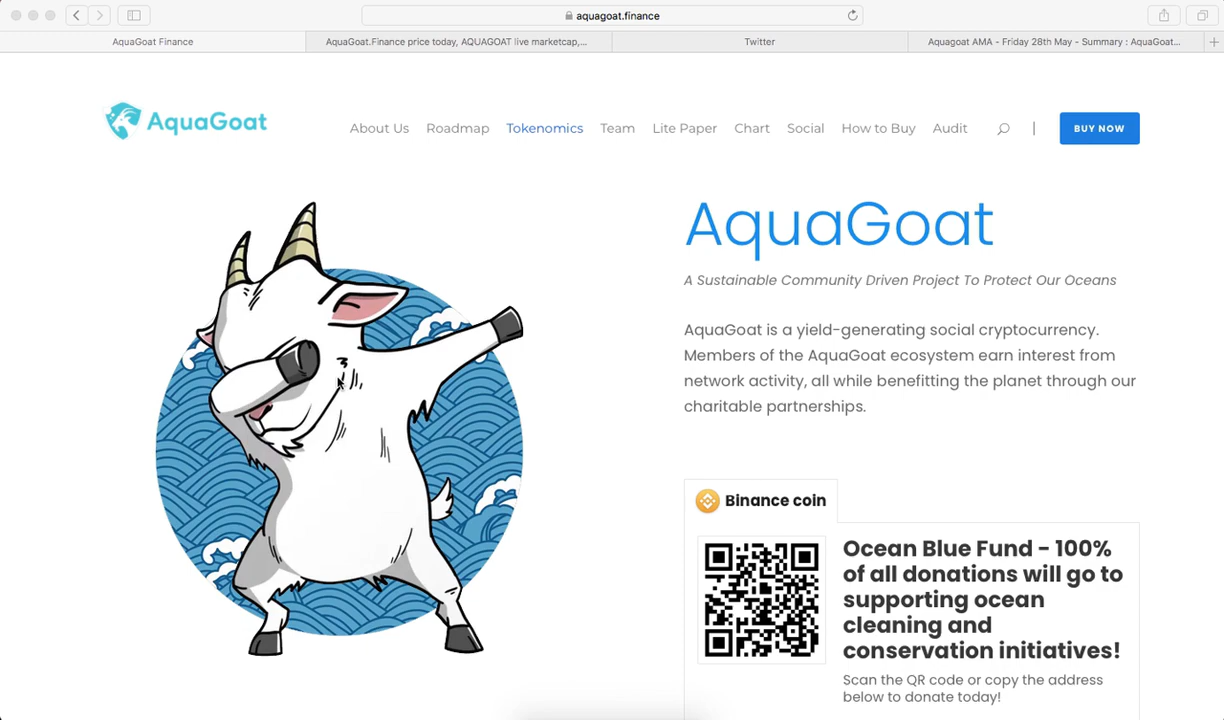 aquagoat.finance
AquaGoat Finance
AquaGoat.Finance price today, AQUAGOAT live marketcap,...
Twitter
Aquagoat AMA - Friday 28th May - Summary : AquaGoat...
AquaGoat
About Us Roadmap Tokenomics Team Lite Paper Chart Social How to Buy Audit
BUY NOW
AquaGoat
A Sustainable Community Driven Project To Protect Our Oceans
AquaGoat is a yield-generating social cryptocurrency.
Members of the AquaGoat ecosystem earn interest from
network activity, all while benefitting the planet through our
charitable partnerships.
Binance coin
Ocean Blue Fund - 100%
of all donations will go to
supporting ocean
cleaning and
conservation initiatives!
Scan the QR code or copy the address
below to donate today!